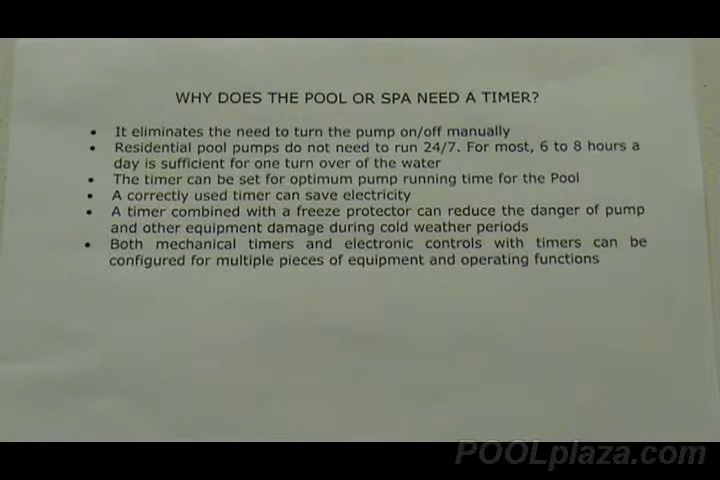 WHY DOES THE POOL OR SPA NEED A TIMER?
• It eliminates the need to turn the pump on/off manually
• Residential pool pumps do not need to run 24/7. For most, 6 to 8 hours a
day is sufficient for one turn over of the water
• The timer can be set for optimum pump running time for the Pool
• A correctly used timer can save electricity
• A timer combined with a freeze protector can reduce the danger of pump
and other equipment damage during cold weather periods
• Both mechanical timers and electronic controls with timers can be
configured for multiple pieces of equipment and operating functions
POOLplaza.com